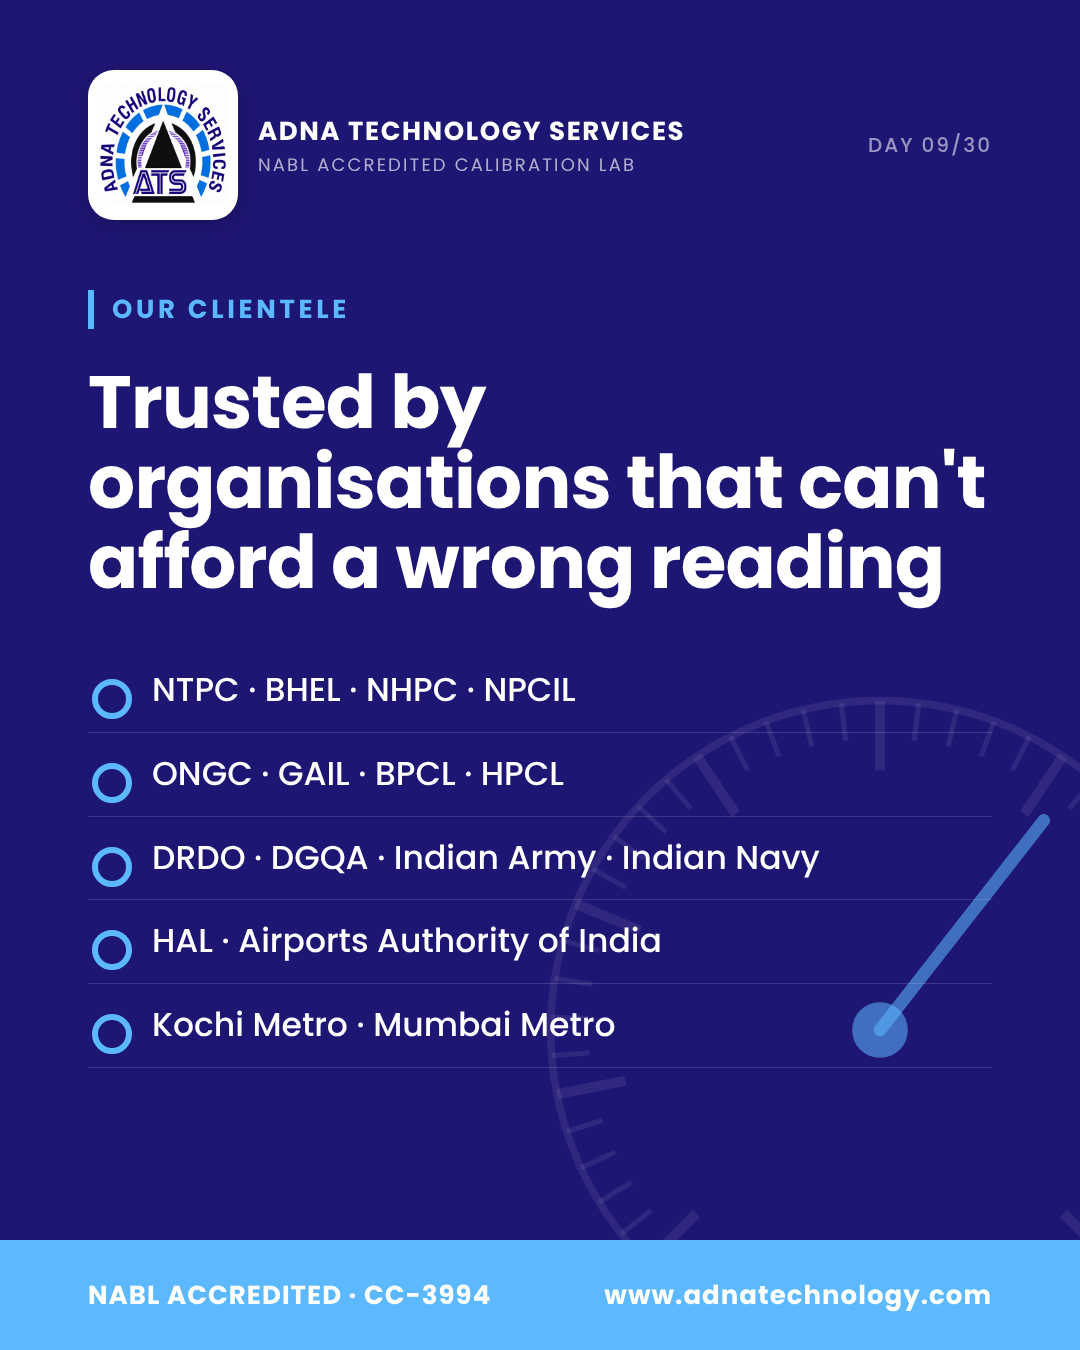 ADNA TECHNOLOGY SERVICES
ATS
ADNA TECHNOLOGY SERVICES
NABL ACCREDITED CALIBRATION LAB
DAY 09/30
OUR CLIENTELE
Trusted by
organisations that can't
afford a wrong reading
NTPC · BHEL · NHPC · NPCIL
ONGC · GAIL · BPCL · HPCL
DRDO · DGQA · Indian Army · Indian Navy
HAL · Airports Authority of India
Kochi Metro · Mumbai Metro
NABL ACCREDITED · CC-3994
www.adnatechnology.com